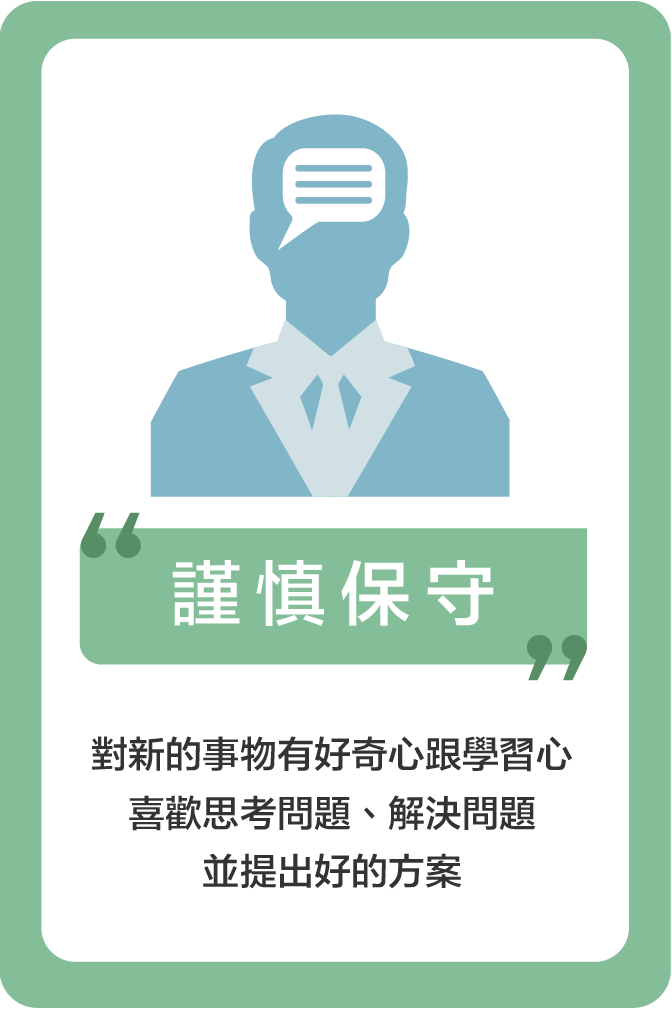 謹慎保守
對新的事物有好奇心跟學習心
喜歡思考問題、解決問題
並提出好的方案